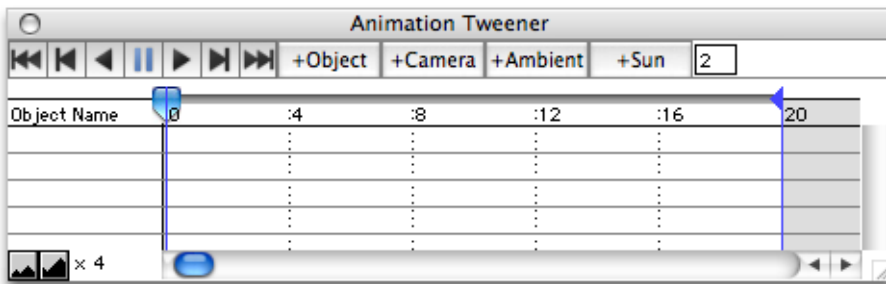 Animation Tweener
+Object +Camera +Ambient +Sun 2
Object Name 0 :4 :8 :12 :16 20
× 4